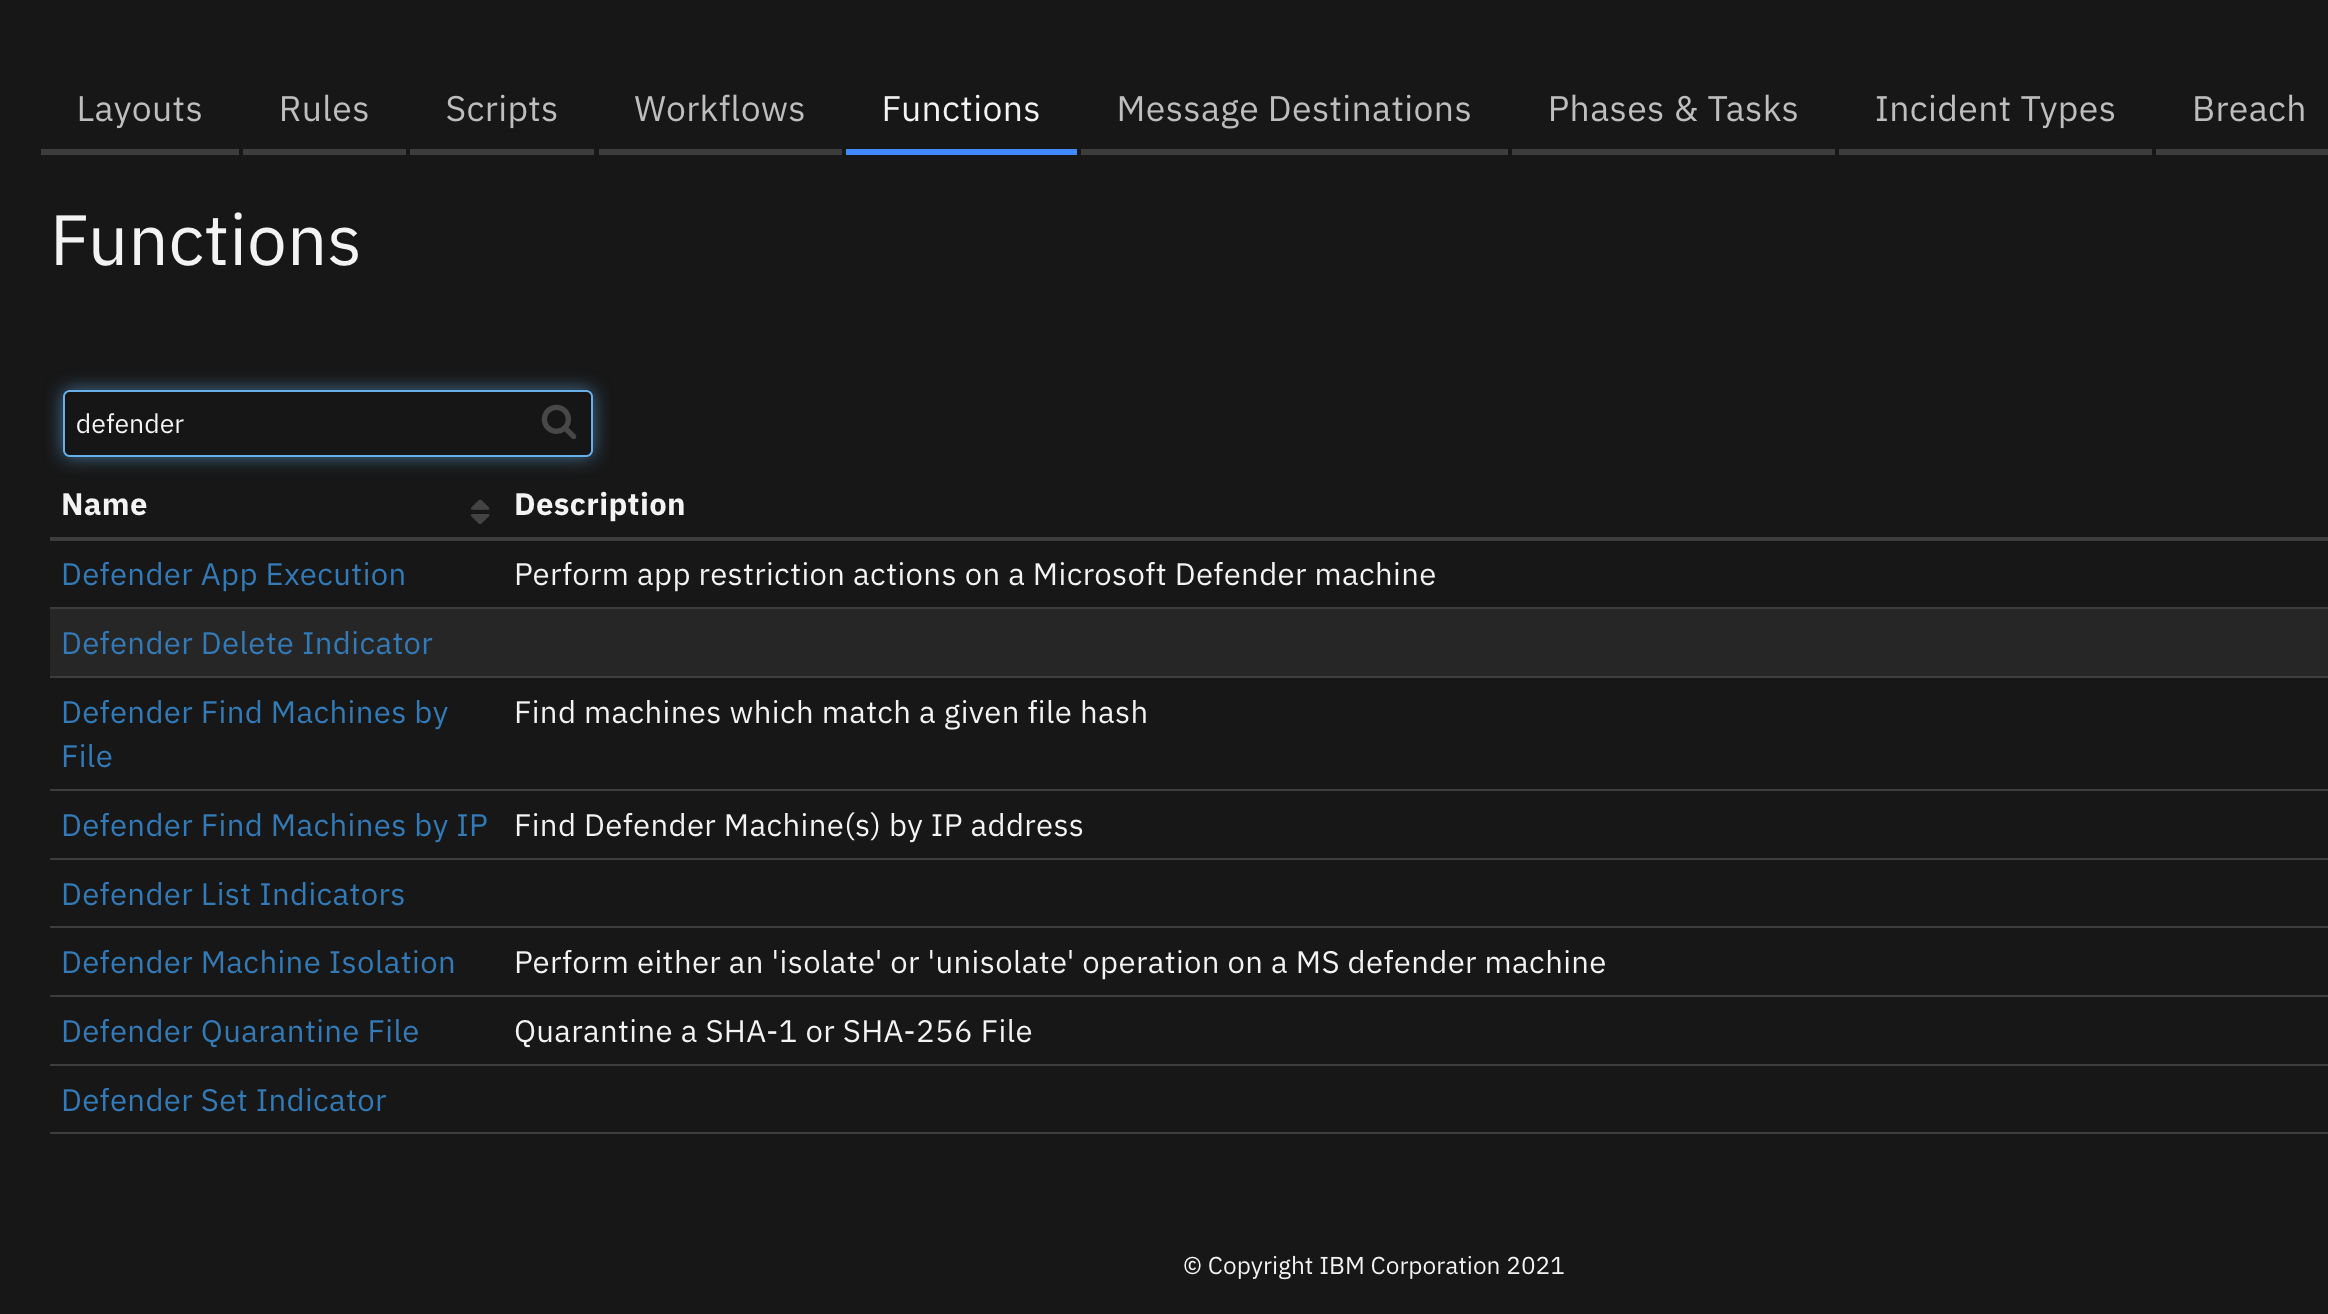 Layouts Rules Scripts Workflows Functions Message Destinations Phases & Tasks Incident Types Breach
Functions
defender
Name Description
Defender App Execution Perform app restriction actions on a Microsoft Defender machine
Defender Delete Indicator
Defender Find Machines by Find machines which match a given file hash
File
Defender Find Machines by IP Find Defender Machine(s) by IP address
Defender List Indicators
Defender Machine Isolation Perform either an 'isolate' or 'unisolate' operation on a MS defender machine
Defender Quarantine File Quarantine a SHA-1 or SHA-256 File
Defender Set Indicator
© Copyright IBM Corporation 2021